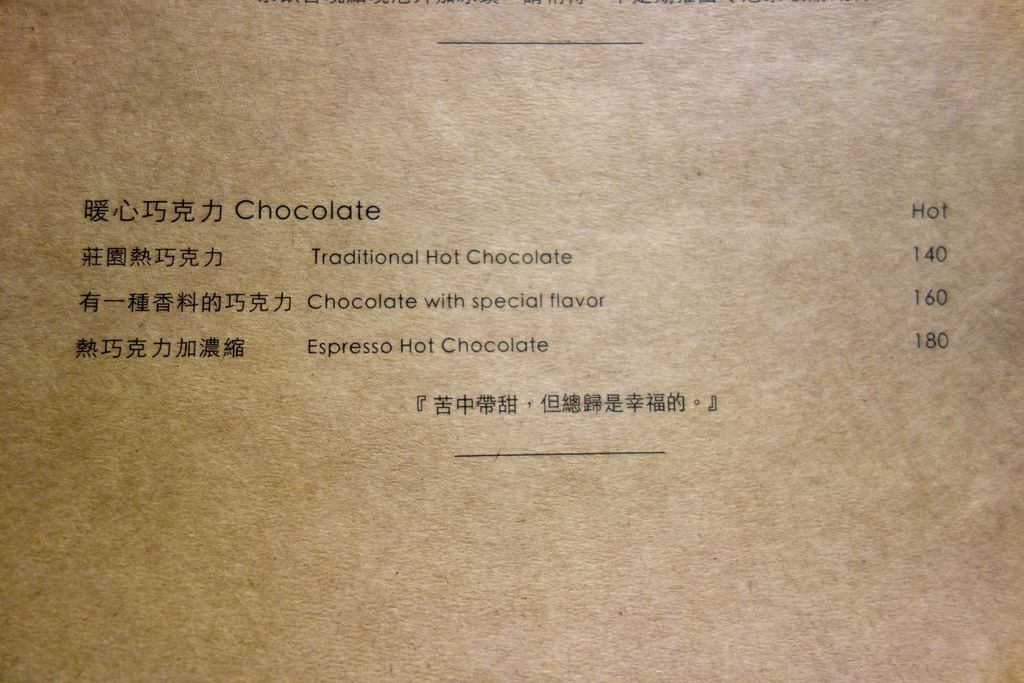 暖心巧克力 Chocolate Hot
莊園熱巧克力 Traditional Hot Chocolate 140
有一種香料的巧克力 Chocolate with special flavor 160
熱巧克力加濃縮 Espresso Hot Chocolate 180
『苦中帶甜，但總歸是幸福的。』